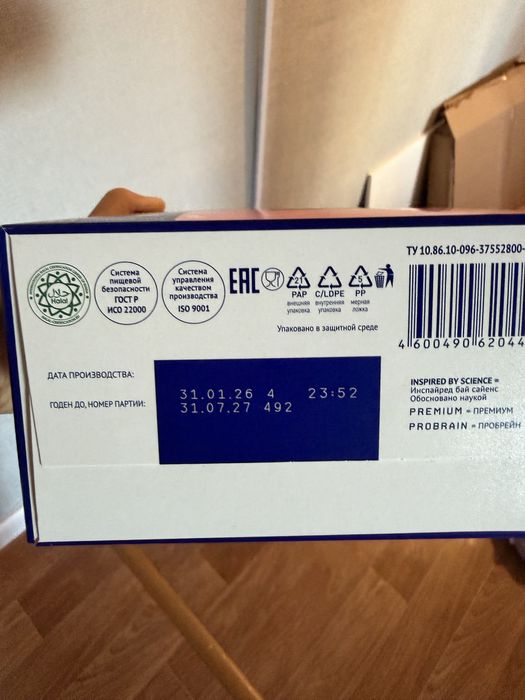 ТУ 10.86.10-096-37552800-
Halal
Система
пищевой
безопасности
ГОСТ Р
ИСО 22000
Система
управления
качеством
производства
ISO 9001
EAC
21
PAP
внешняя
упаковка
4
C/LDPE
внутренняя
упаковка
5
PP
мерная
ложка
Упаковано в защитной среде
4 600490 62044
ДАТА ПРОИЗВОДСТВА:
31.01.26 4 23:52
ГОДЕН ДО, НОМЕР ПАРТИИ:
31.07.27 492
INSPIRED BY SCIENCE =
Инспайред бай сайенс
Обосновано наукой
PREMIUM = ПРЕМИУМ
PROBRAIN = ПРОБРЕЙН